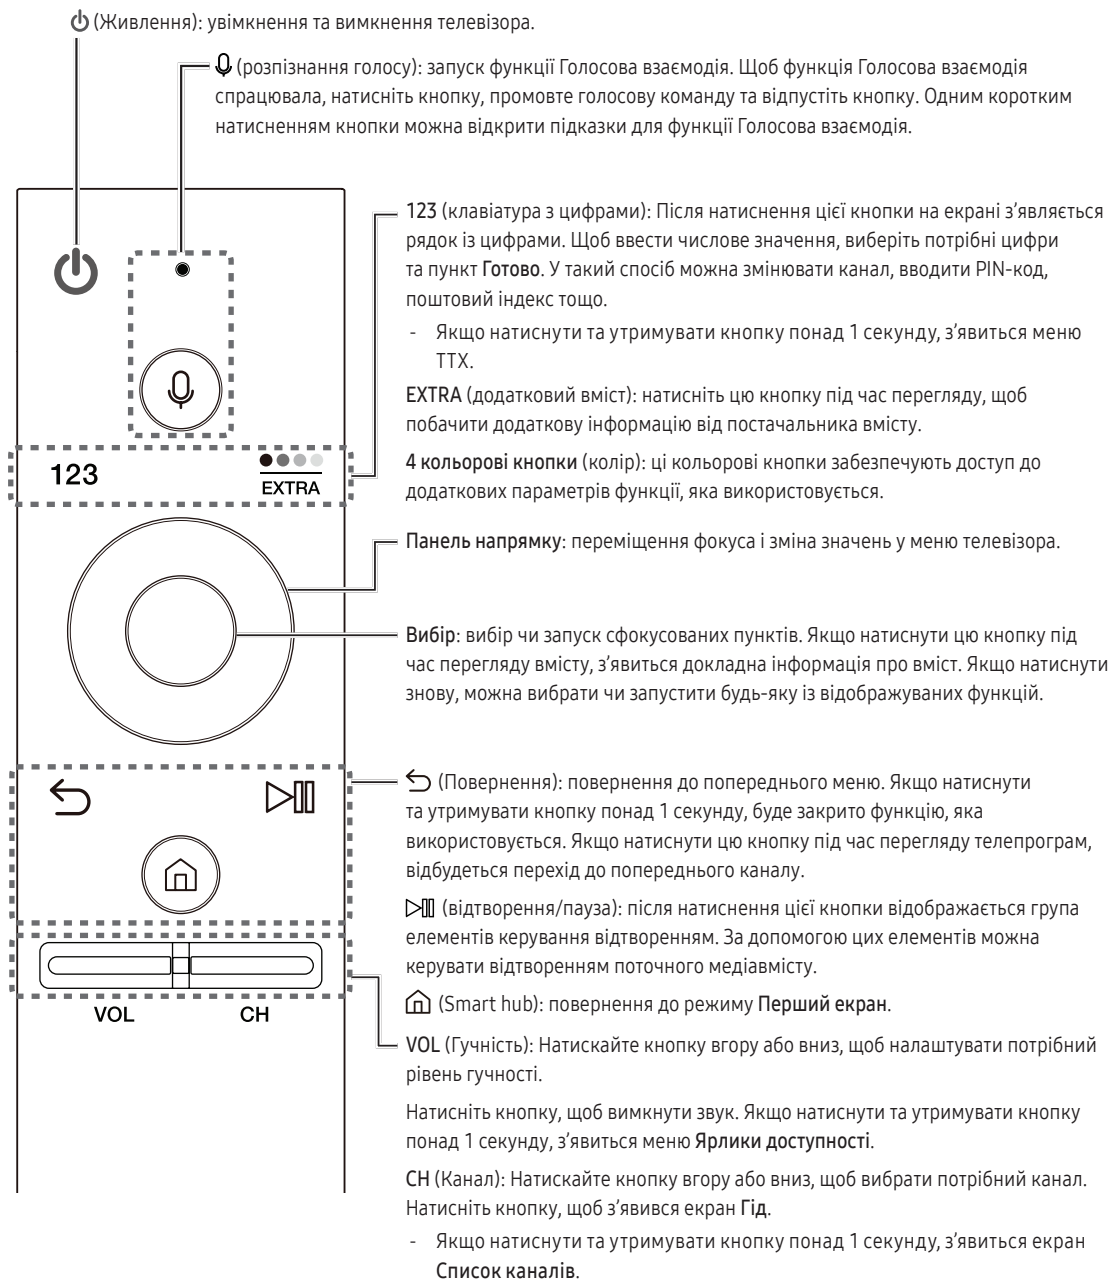 (Живлення): увімкнення та вимкнення телевізора.
(розпізнання голосу): запуск функції Голосова взаємодія. Щоб функція Голосова взаємодія
спрацювала, натисніть кнопку, промовте голосову команду та відпустіть кнопку. Одним коротким
натисненням кнопки можна відкрити підказки для функції Голосова взаємодія.
123 (клавіатура з цифрами): Після натиснення цієї кнопки на екрані з’являється
рядок із цифрами. Щоб ввести числове значення, виберіть потрібні цифри
та пункт Готово. У такий спосіб можна змінювати канал, вводити PIN-код,
поштовий індекс тощо.
- Якщо натиснути та утримувати кнопку понад 1 секунду, з’явиться меню
TTX.
EXTRA (додатковий вміст): натисніть цю кнопку під час перегляду, щоб
побачити додаткову інформацію від постачальника вмісту.
4 кольорові кнопки (колір): ці кольорові кнопки забезпечують доступ до
додаткових параметрів функції, яка використовується.
123
EXTRA
Панель напрямку: переміщення фокуса і зміна значень у меню телевізора.
Вибір: вибір чи запуск сфокусованих пунктів. Якщо натиснути цю кнопку під
час перегляду вмісту, з’явиться докладна інформація про вміст. Якщо натиснути
знову, можна вибрати чи запустити будь-яку із відображуваних функцій.
(Повернення): повернення до попереднього меню. Якщо натиснути
та утримувати кнопку понад 1 секунду, буде закрито функцію, яка
використовується. Якщо натиснути цю кнопку під час перегляду телепрограм,
відбудеться перехід до попереднього каналу.
(відтворення/пауза): після натиснення цієї кнопки відображається група
елементів керування відтворенням. За допомогою цих елементів можна
керувати відтворенням поточного медіавмісту.
(Smart hub): повернення до режиму Перший екран.
VOL
CH
VOL (Гучність): Натискайте кнопку вгору або вниз, щоб налаштувати потрібний
рівень гучності.
Натисніть кнопку, щоб вимкнути звук. Якщо натиснути та утримувати кнопку
понад 1 секунду, з’явиться меню Ярлики доступності.
CH (Канал): Натискайте кнопку вгору або вниз, щоб вибрати потрібний канал.
Натисніть кнопку, щоб з’явився екран Гід.
- Якщо натиснути та утримувати кнопку понад 1 секунду, з’явиться екран
Список каналів.